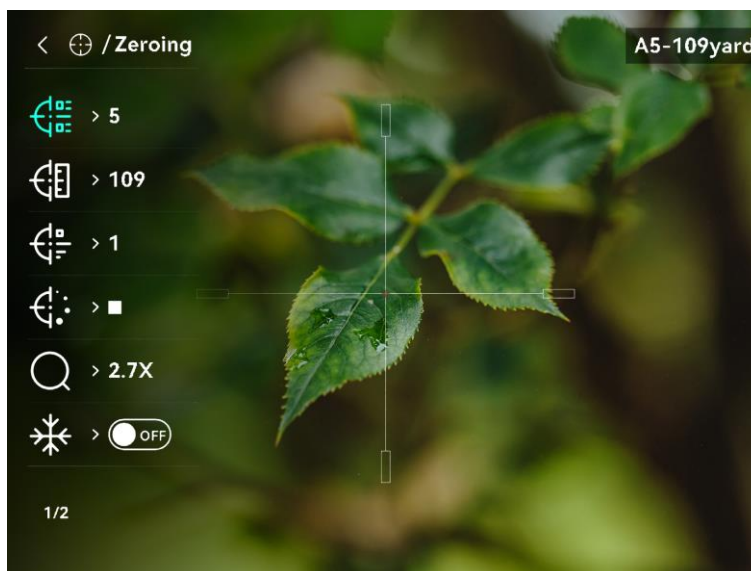 < / Zeroing
A5-109yard
> 5
> 109
> 1
>
> 2.7X
> OFF
1/2